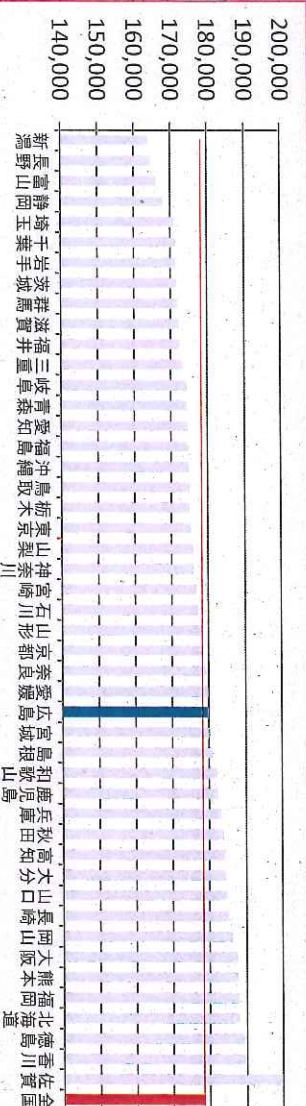 200,000
190,000
180,000
170,000
160,000
150,000
140,000
新潟
長野
富山
静岡
埼玉
千葉
岩手
茨城
群馬
滋賀
福井
三重
岐阜
青森
愛知
福島
沖縄
鳥取
栃木
東京
山梨
神奈川
宮崎
石川
山形
京都
奈良
愛媛
広島
宮城
島根
和歌山
鹿児島
兵庫
秋田
高知
大分
山口
長崎
岡山
大阪
熊本
福岡
北海道
徳島
香川
佐賀
全国